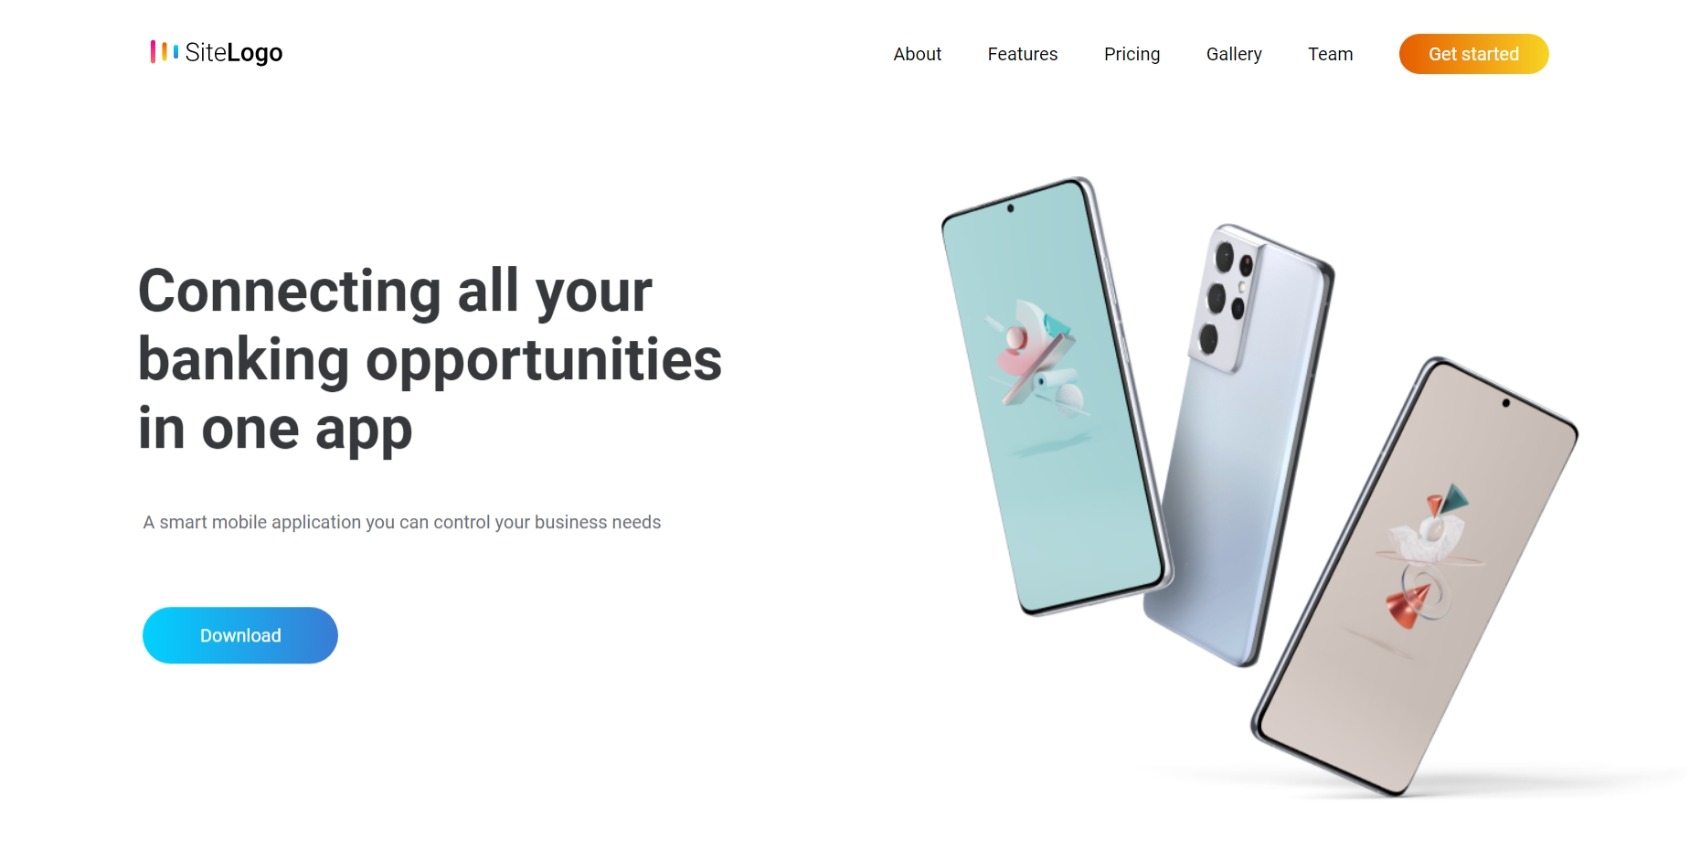 SiteLogo
About Features Pricing Gallery Team Get started
Connecting all your
banking opportunities
in one app
A smart mobile application you can control your business needs
Download